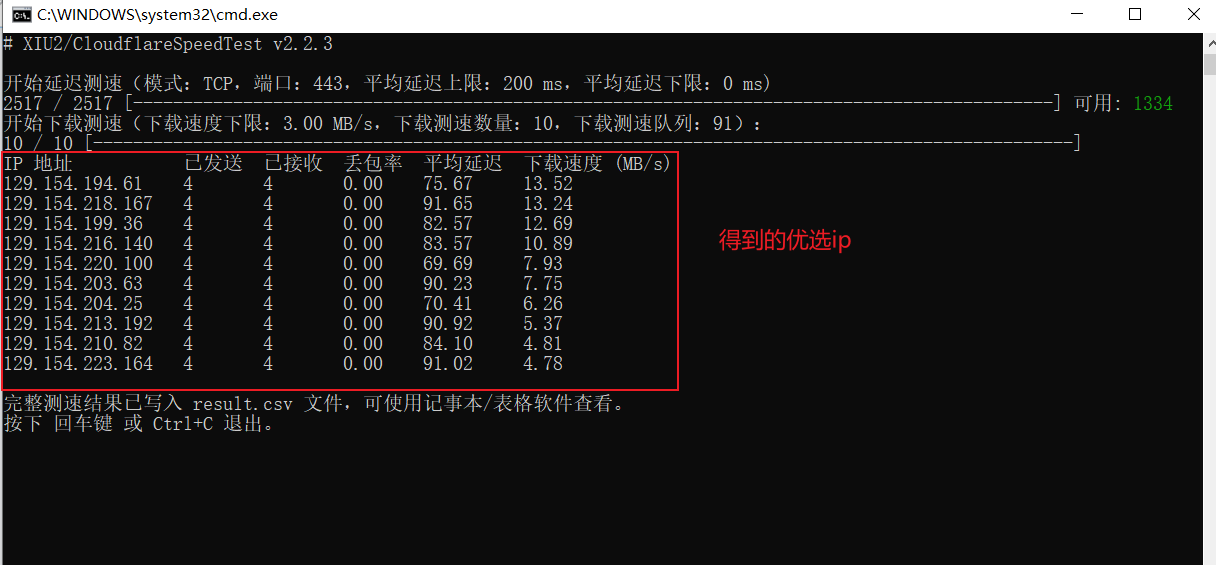 C:\WINDOWS\system32\cmd.exe
# XIU2/CloudflareSpeedTest v2.2.3
开始延迟测速（模式：TCP，端口：443，平均延迟上限：200 ms，平均延迟下限：0 ms)
2517 / 2517 [--------------------------------------------------------------------------------------------] 可用: 1334
开始下载测速（下载速度下限：3.00 MB/s，下载测速数量：10，下载测速队列：91）：
10 / 10 [--------------------------------------------------------------------------------------------------]
IP 地址 已发送 已接收 丢包率 平均延迟 下载速度 (MB/s)
129.154.194.61 4 4 0.00 75.67 13.52
129.154.218.167 4 4 0.00 91.65 13.24
129.154.199.36 4 4 0.00 82.57 12.69
129.154.216.140 4 4 0.00 83.57 10.89
得到的优选ip
129.154.220.100 4 4 0.00 69.69 7.93
129.154.203.63 4 4 0.00 90.23 7.75
129.154.204.25 4 4 0.00 70.41 6.26
129.154.213.192 4 4 0.00 90.92 5.37
129.154.210.82 4 4 0.00 84.10 4.81
129.154.223.164 4 4 0.00 91.02 4.78
完整测速结果已写入 result.csv 文件，可使用记事本/表格软件查看。
按下 回车键 或 Ctrl+C 退出。